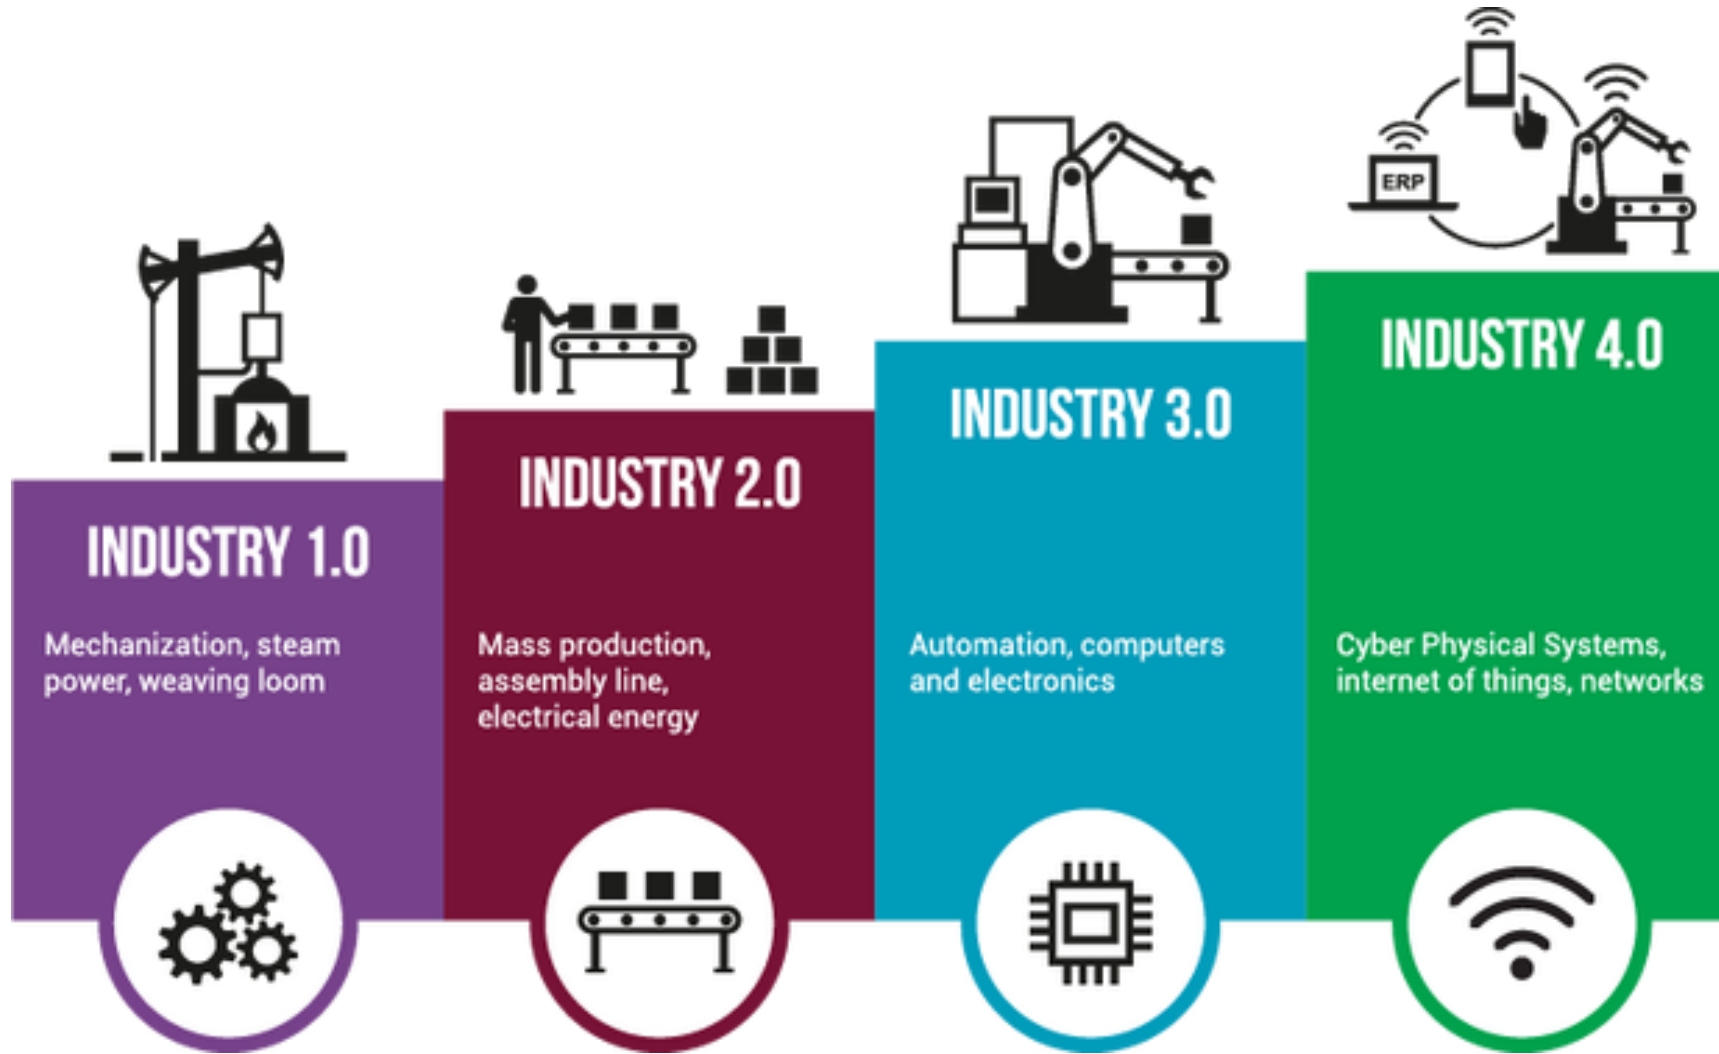 ERP
INDUSTRY 1.0
Mechanization, steam
power, weaving loom
INDUSTRY 2.0
Mass production,
assembly line,
electrical energy
INDUSTRY 3.0
Automation, computers
and electronics
INDUSTRY 4.0
Cyber Physical Systems,
internet of things, networks